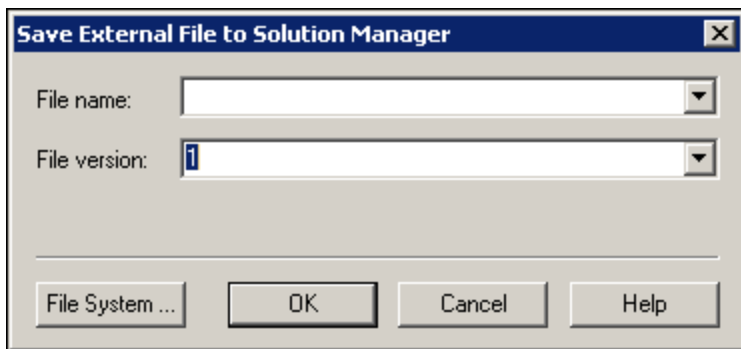 Save External File to Solution Manager
File name:
File version: 1
File System ... OK Cancel Help